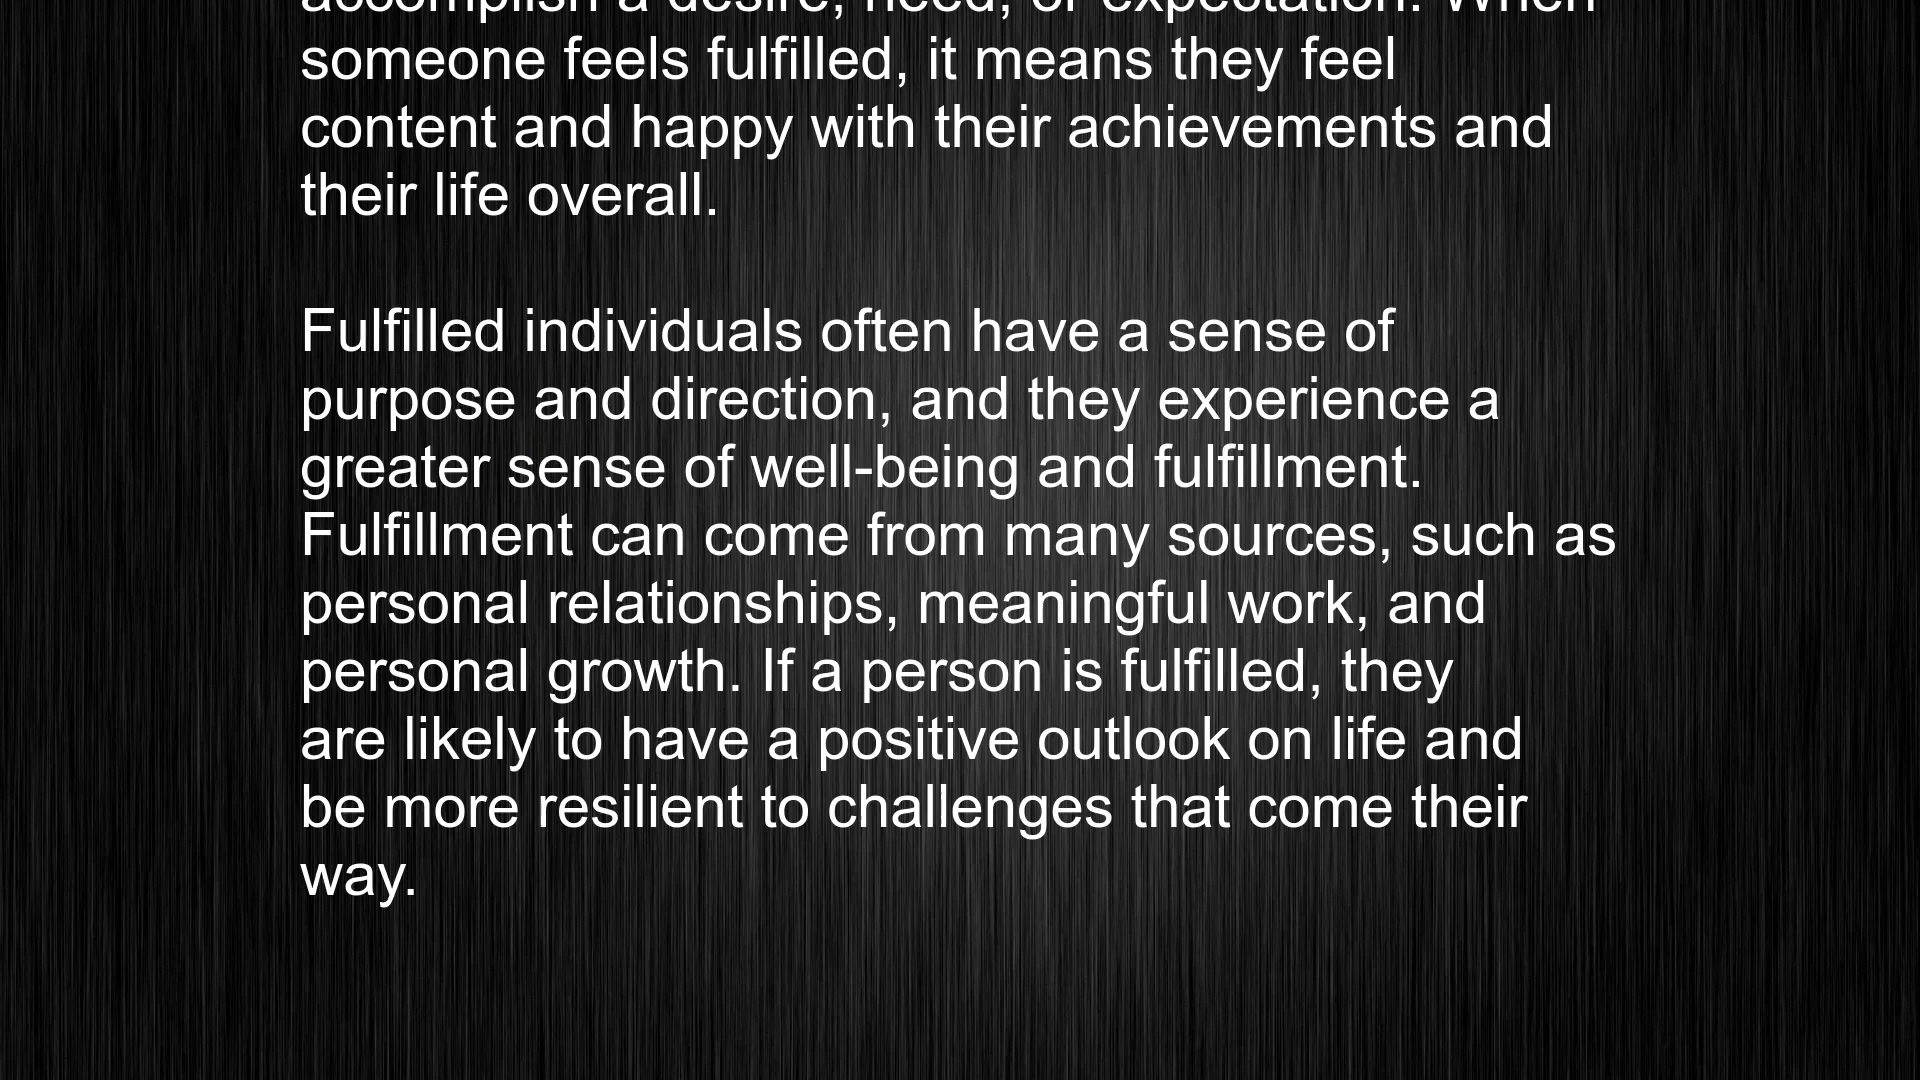 accomplish a desire, need, or expectation. When
someone feels fulfilled, it means they feel
content and happy with their achievements and
their life overall.
Fulfilled individuals often have a sense of
purpose and direction, and they experience a
greater sense of well-being and fulfillment.
Fulfillment can come from many sources, such as
personal relationships, meaningful work, and
personal growth. If a person is fulfilled, they
are likely to have a positive outlook on life and
be more resilient to challenges that come their
way.